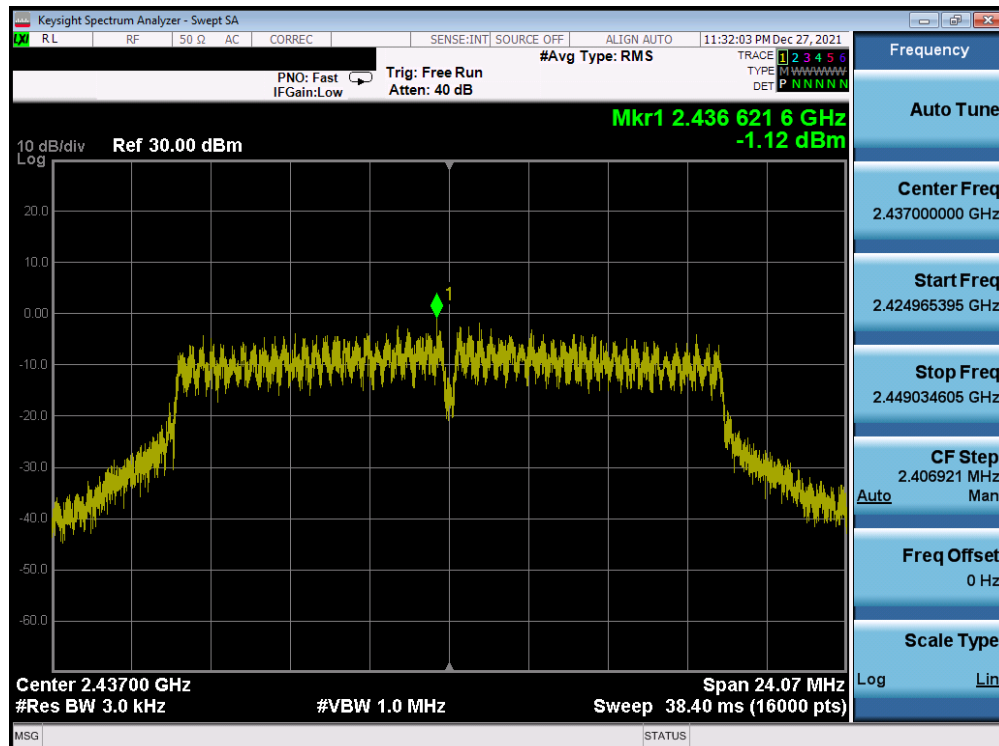 Keysight Spectrum Analyzer - Swept SA
LXI RL RF 50 Ω AC CORREC SENSE:INT SOURCE OFF ALIGN AUTO 11:32:03 PM Dec 27, 2021
PNO: Fast
IFGain:Low
Trig: Free Run
Atten: 40 dB
#Avg Type: RMS
TRACE 1 2 3 4 5 6
TYPE M WWWWW
DET P N N N N N
Mkr1 2.436 621 6 GHz
-1.12 dBm
10 dB/div Ref 30.00 dBm
Log
20.0
10.0
0.00
-10.0
-20.0
-30.0
-40.0
-50.0
-60.0
1
Center 2.43700 GHz Span 24.07 MHz
#Res BW 3.0 kHz #VBW 1.0 MHz Sweep 38.40 ms (16000 pts)
MSG STATUS
Frequency
Auto Tune
Center Freq
2.437000000 GHz
Start Freq
2.424965395 GHz
Stop Freq
2.449034605 GHz
CF Step
2.406921 MHz
Auto Man
Freq Offset
0 Hz
Scale Type
Log Lin